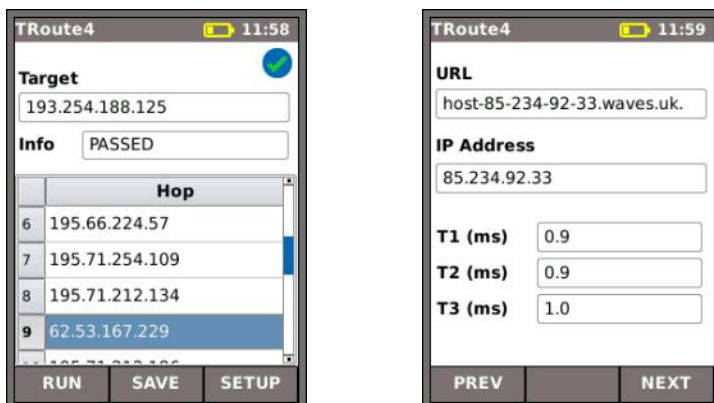 TRoute4 11:58
Target
193.254.188.125
Info PASSED
Hop
6 195.66.224.57
7 195.71.254.109
8 195.71.212.134
9 62.53.167.229
RUN SAVE SETUP
TRoute4 11:59
URL
host-85-234-92-33.waves.uk.
IP Address
85.234.92.33
T1 (ms) 0.9
T2 (ms) 0.9
T3 (ms) 1.0
PREV NEXT